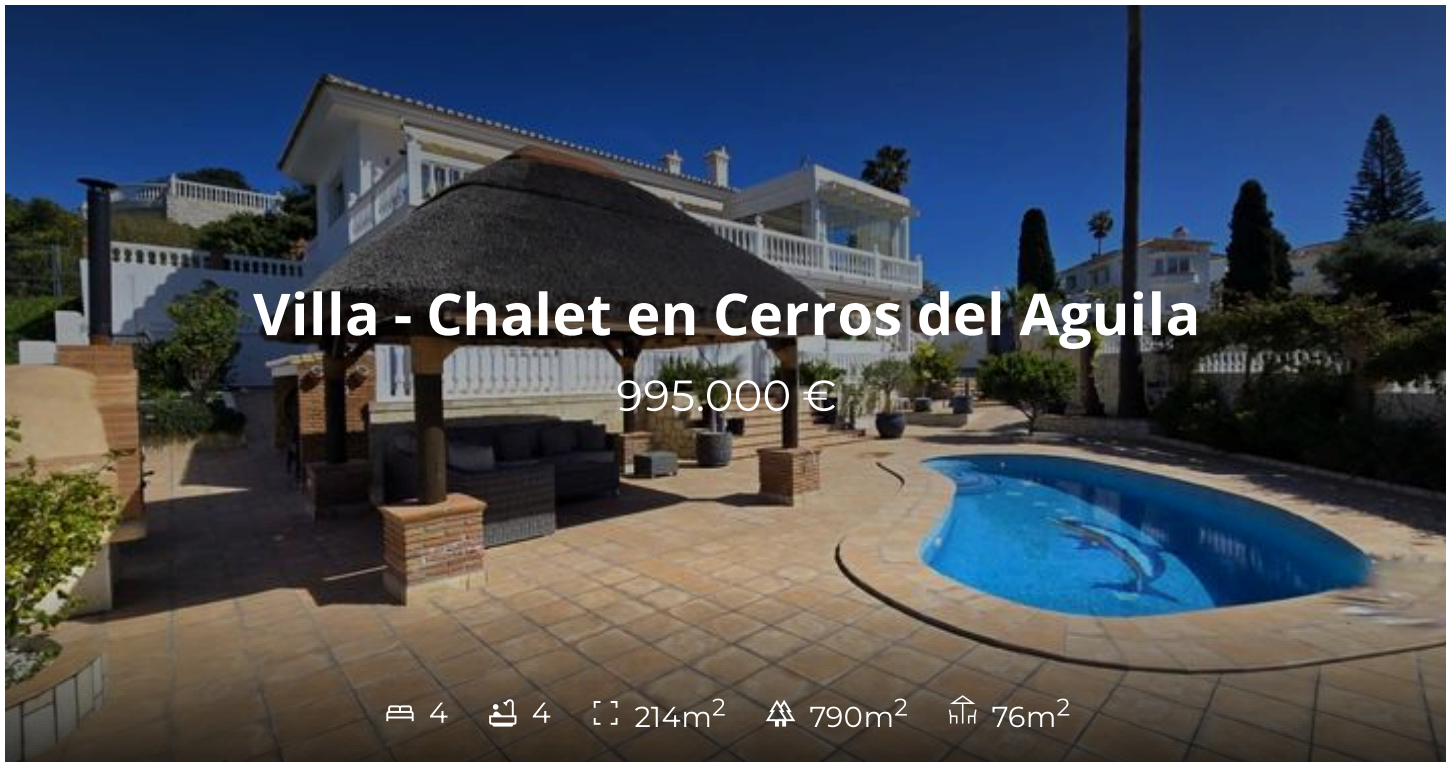 Villa - Chalet en Cerros del Aguila
995.000 €
4 4 214m² 790m² 76m²